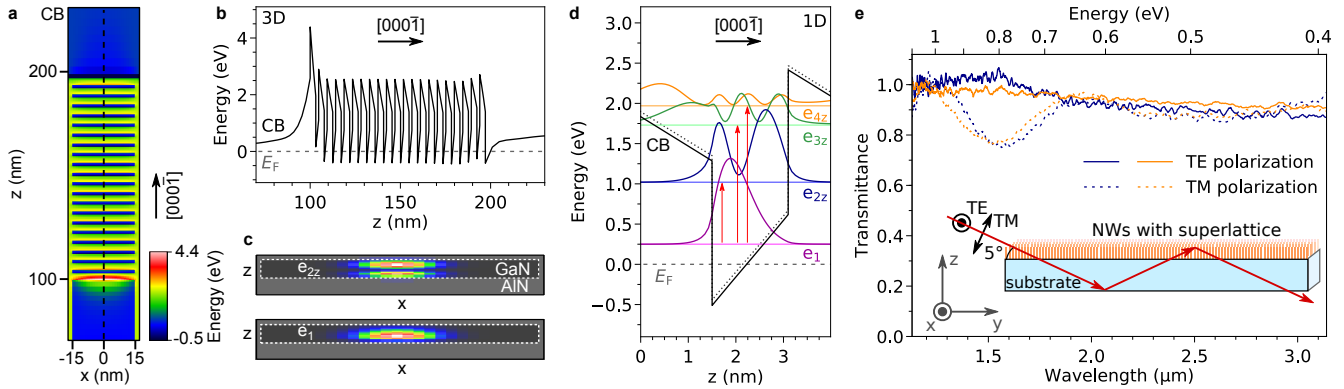 a
CB
200
100
z (nm)
[0001̄]
4.4
-0.5
Energy (eV)
-15
0
15
x (nm)
b
3D
[0001̄]
4
2
0
Energy (eV)
CB
E_F
100
150
200
z (nm)
c
z
e_2z
GaN
AlN
x
z
e_1
x
d
1D
[0001̄]
3.0
2.5
2.0
1.5
1.0
0.5
0.0
−0.5
Energy (eV)
CB
e_4z
e_3z
e_2z
e_1
E_F
0
1
2
3
z (nm)
e
Energy (eV)
1
0.8
0.7
0.6
0.5
0.4
1.0
0.8
0.6
0.4
0.2
0.0
Transmittance
TE polarization
TM polarization
TE
TM
NWs with superlattice
5°
substrate
z
x
y
1.5
2.0
2.5
3.0
Wavelength (μm)